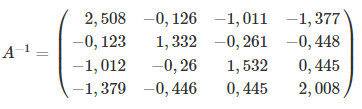 2,508 −0,126 −1,011 −1,377
−0,123 1,332 −0,261 −0,448
A⁻¹ =
−1,012 −0,26 1,532 0,445
−1,379 −0,446 0,445 2,008